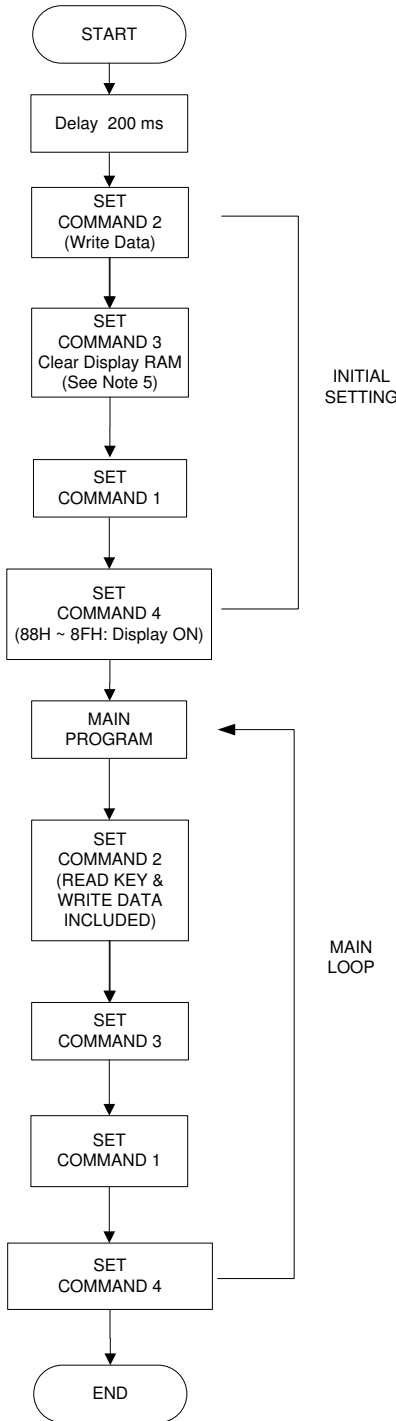 START
Delay 200 ms
SET
COMMAND 2
(Write Data)
SET
COMMAND 3
Clear Display RAM
(See Note 5)
INITIAL
SETTING
SET
COMMAND 1
SET
COMMAND 4
(88H ~ 8FH: Display ON)
MAIN
PROGRAM
SET
COMMAND 2
(READ KEY &
WRITE DATA
INCLUDED)
MAIN
LOOP
SET
COMMAND 3
SET
COMMAND 1
SET
COMMAND 4
END